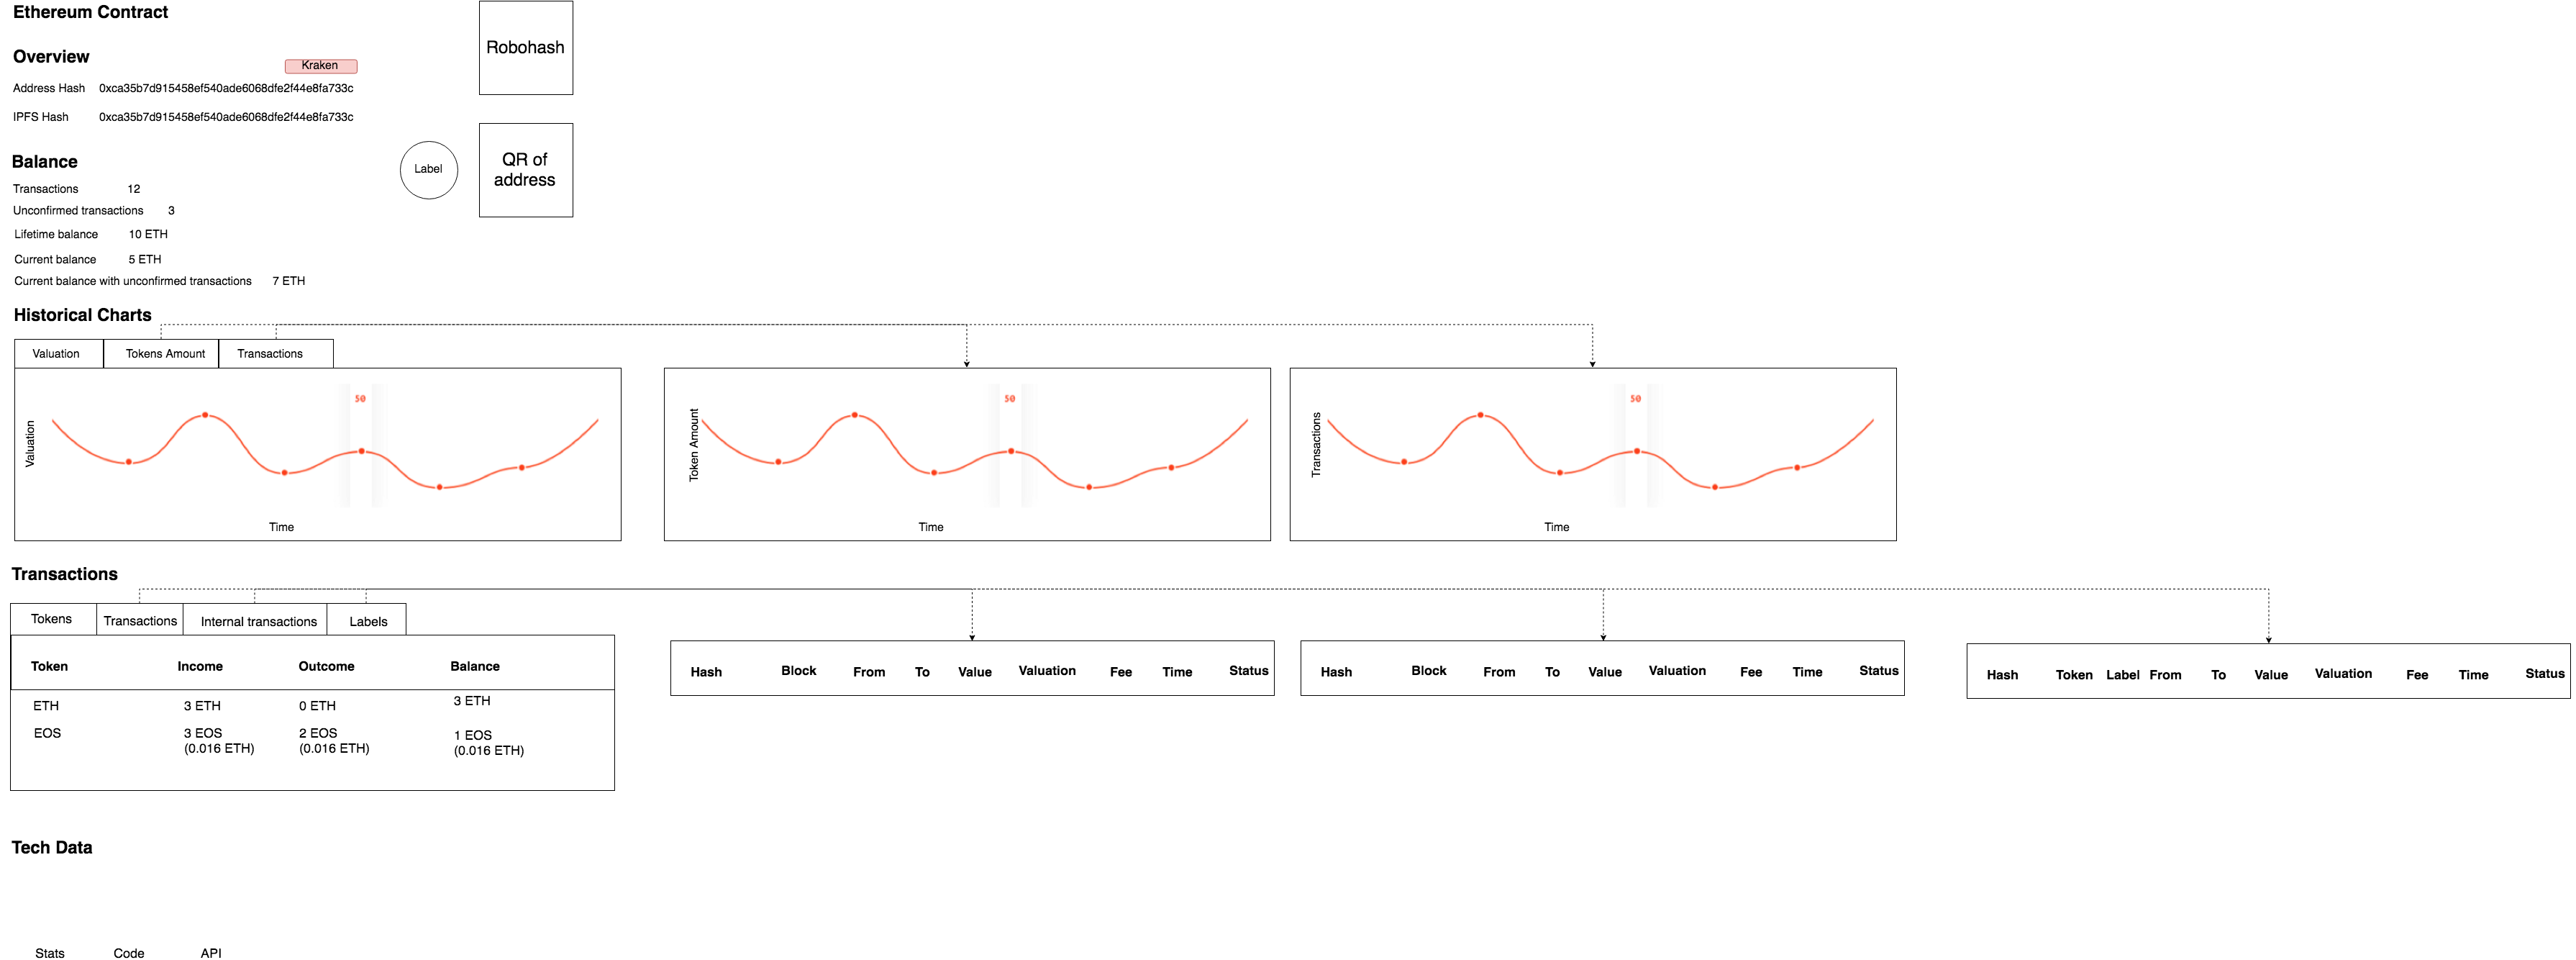 Ethereum Contract
Robohash
Overview
Kraken
Address Hash 0xca35b7d915458ef540ade6068dfe2f44e8fa733c
IPFS Hash 0xca35b7d915458ef540ade6068dfe2f44e8fa733c
Label
QR of
address
Balance
Transactions 12
Unconfirmed transactions 3
Lifetime balance 10 ETH
Current balance 5 ETH
Current balance with unconfirmed transactions 7 ETH
Historical Charts
Valuation Tokens Amount Transactions
50
Valuation
Time
50
Token Amount
Time
50
Transactions
Time
Transactions
Tokens Transactions Internal transactions Labels
Token Income Outcome Balance
ETH 3 ETH 0 ETH 3 ETH
EOS 3 EOS 2 EOS 1 EOS
(0.016 ETH) (0.016 ETH) (0.016 ETH)
Hash Block From To Value Valuation Fee Time Status
Hash Block From To Value Valuation Fee Time Status
Hash Token Label From To Value Valuation Fee Time Status
Tech Data
Stats Code API